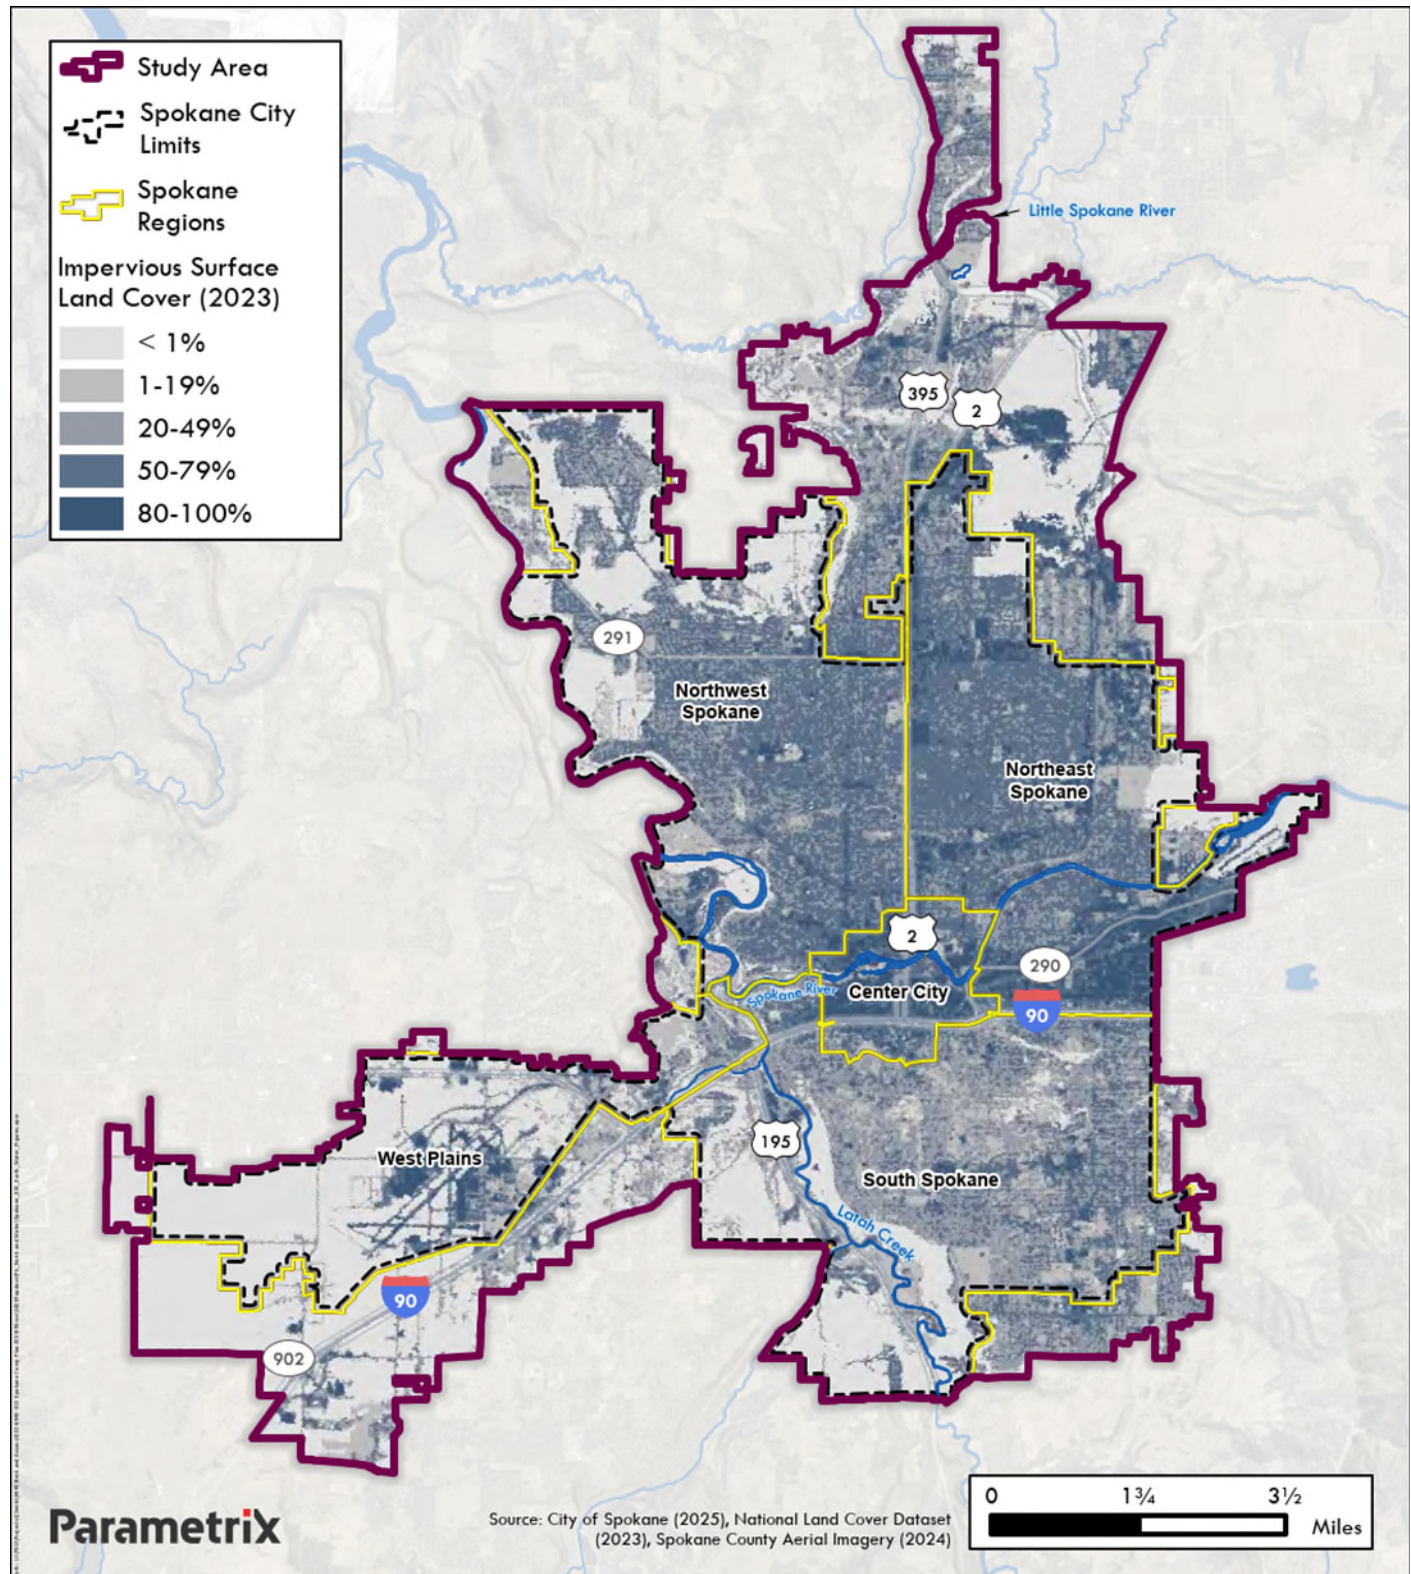 Study Area
Spokane City
Limits
Spokane
Regions
Impervious Surface
Land Cover (2023)
< 1%
1-19%
20-49%
50-79%
80-100%
Little Spokane River
395
2
291
Northwest
Spokane
Northeast
Spokane
2
290
Spokane River
Center City
90
195
West Plains
South Spokane
Latah Creek
90
902
Parametrix
Source: City of Spokane (2025), National Land Cover Dataset
(2023), Spokane County Aerial Imagery (2024)
0 1¾ 3½
Miles